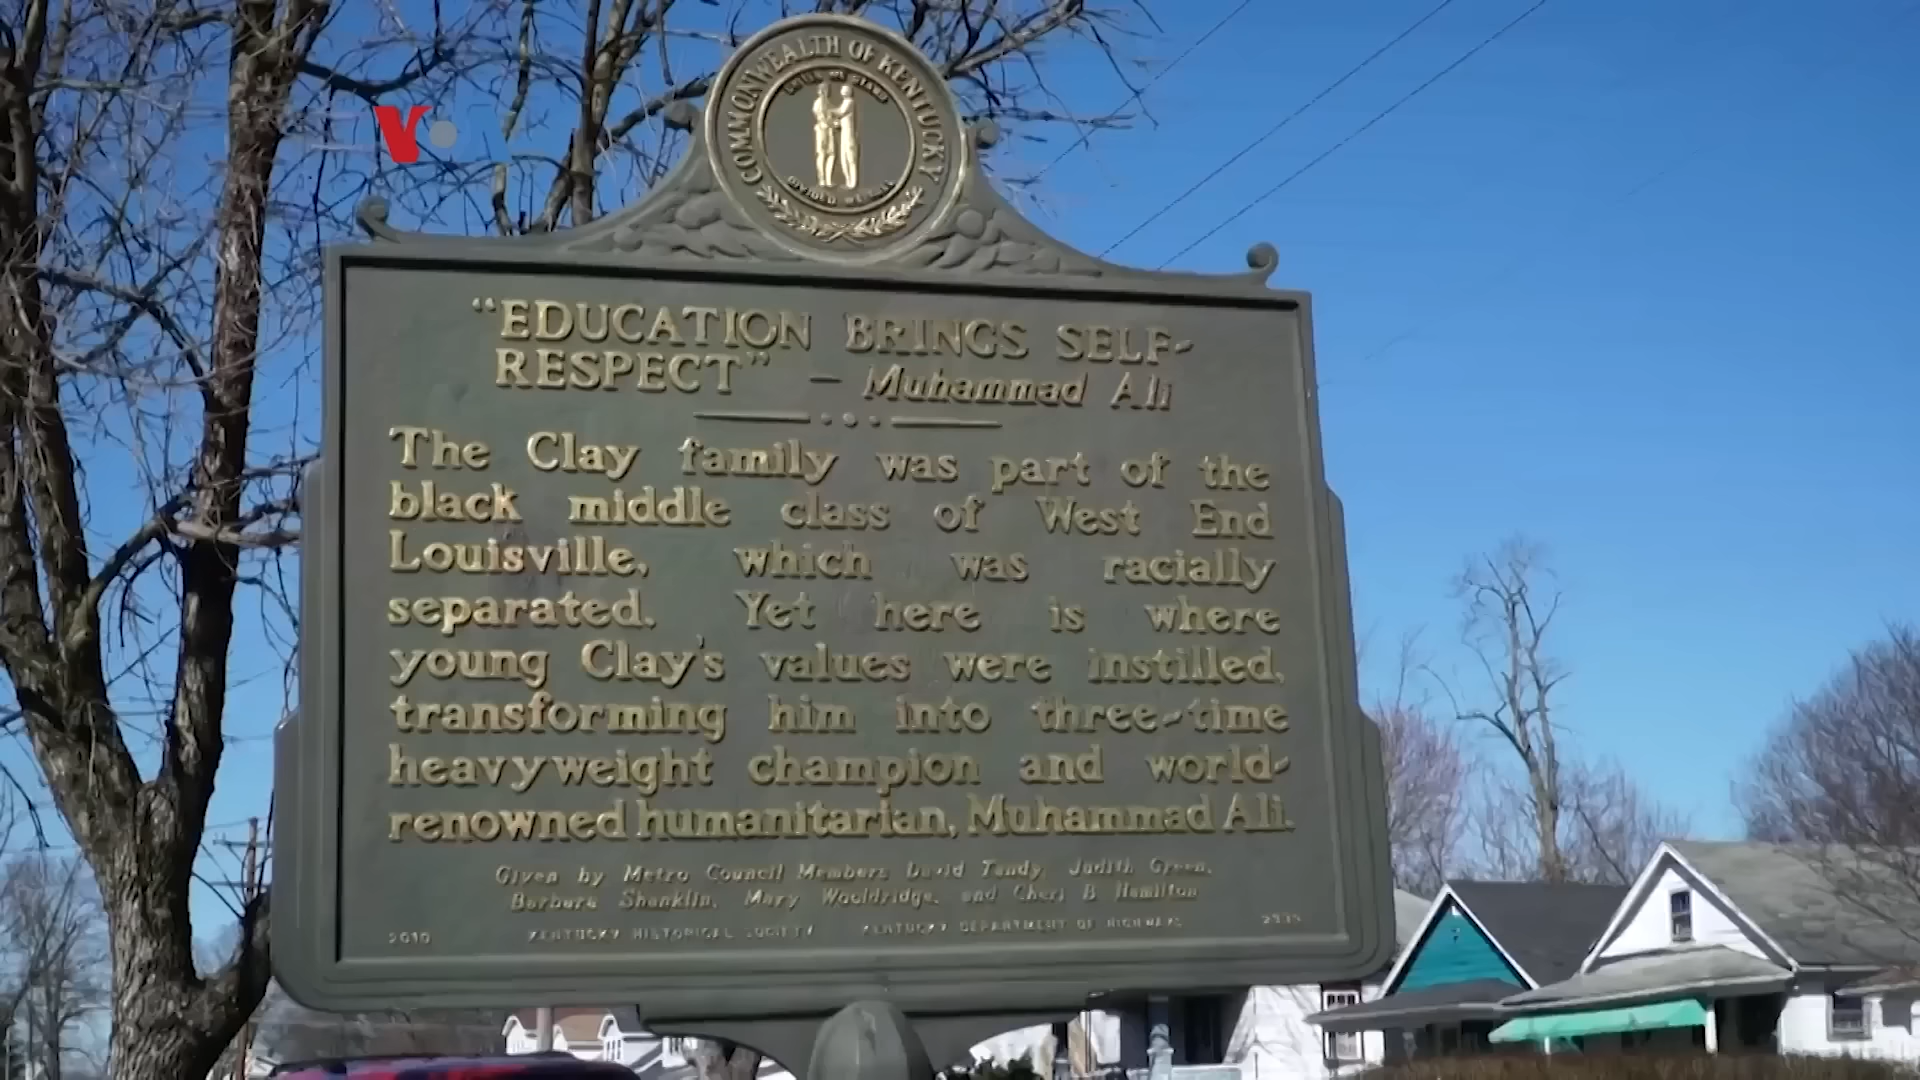 VO
COMMONWEALTH OF KENTUCKY
"EDUCATION BRINGS SELF-
RESPECT" – Muhammad Ali
The Clay family was part of the
black middle class of West End
Louisville, which was racially
separated. Yet here is where
young Clay's values were instilled,
transforming him into three-time
heavyweight champion and world-
renowned humanitarian, Muhammad Ali.
Given by Metro Council Members David Tandy, Judith Green,
Barbara Shanklin, Mary Wooldridge, and Cheri B Hamilton
2010 KENTUCKY HISTORICAL SOCIETY KENTUCKY DEPARTMENT OF HIGHWAYS